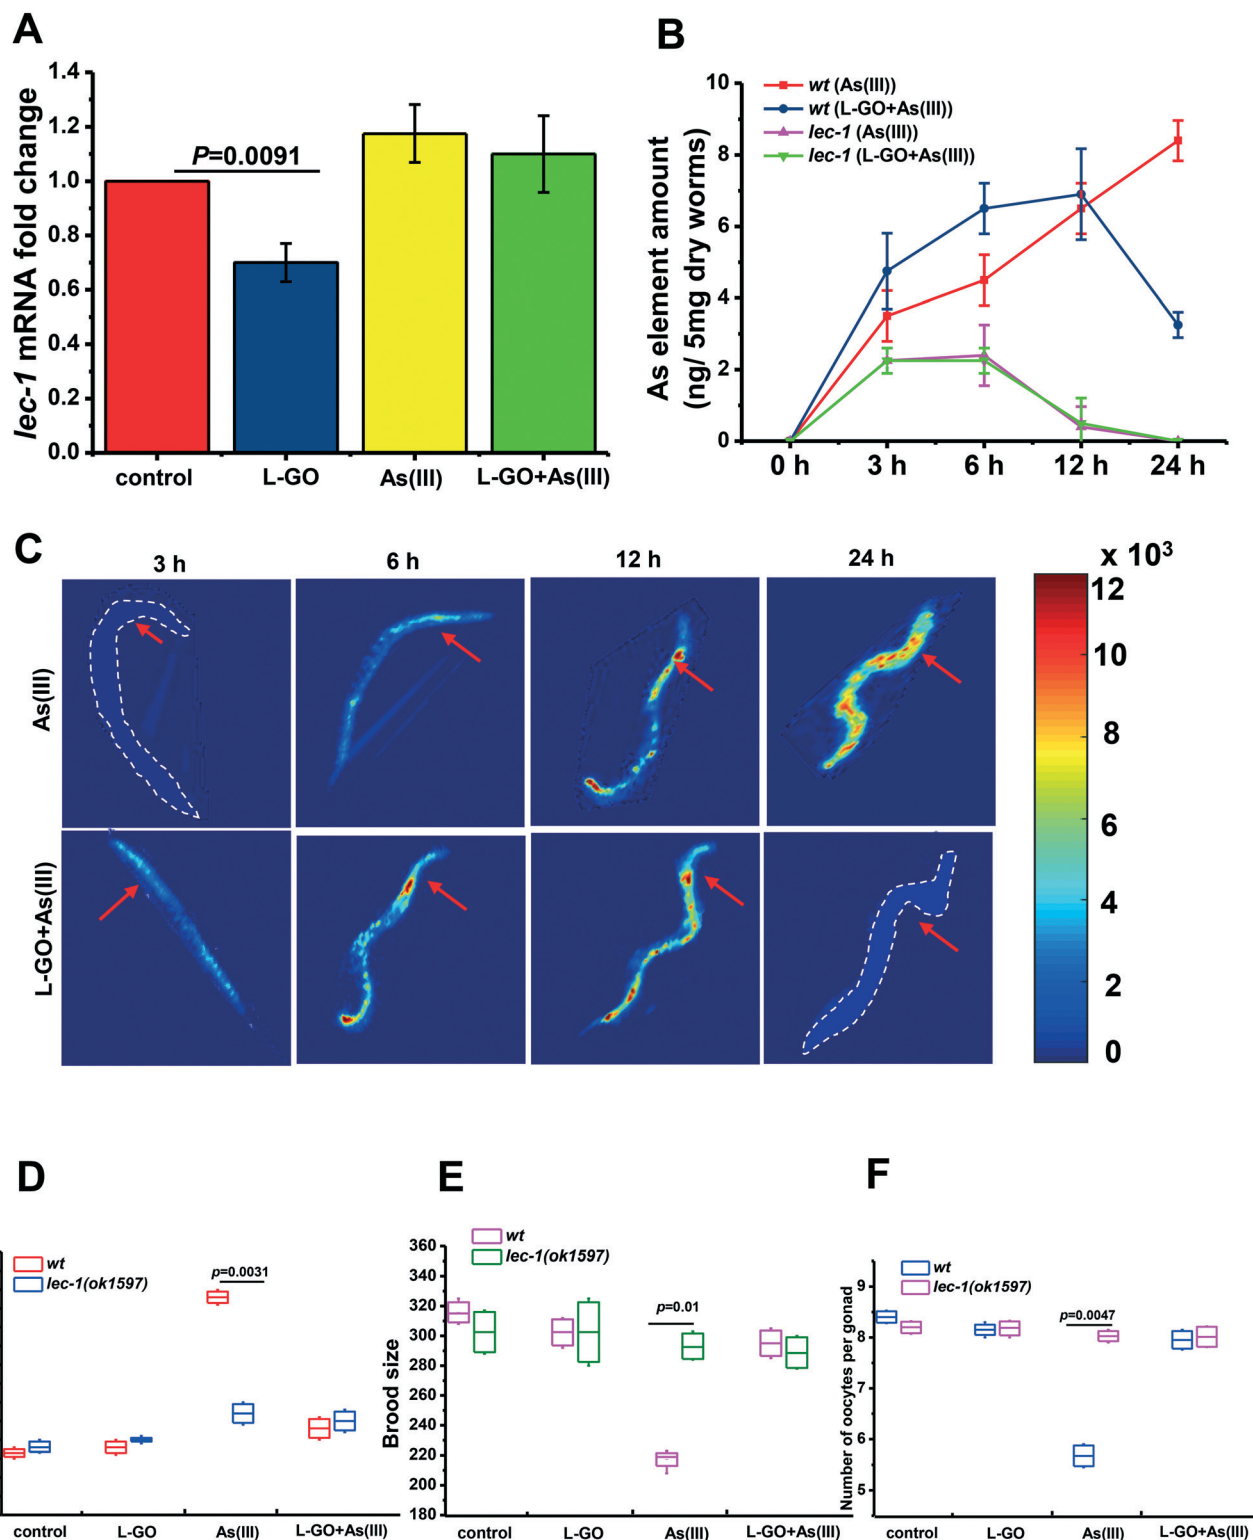 A
1.4
1.2
1.0
0.8
0.6
0.4
0.2
0.0
lec-1 mRNA fold change
P=0.0091
control
L-GO
As(III)
L-GO+As(III)
B
10
8
6
4
2
0
As element amount
(ng/ 5mg dry worms)
wt (As(III))
wt (L-GO+As(III))
lec-1 (As(III))
lec-1 (L-GO+As(III))
0 h
3 h
6 h
12 h
24 h
C
3 h
6 h
12 h
24 h
As(III)
L-GO+As(III)
x 10³
12
10
8
6
4
2
0
D
wt
lec-1(ok1597)
p=0.0031
control
L-GO
As(III)
L-GO+As(III)
E
360
340
320
300
280
260
240
220
200
180
Brood size
wt
lec-1(ok1597)
p=0.01
control
L-GO
As(III)
L-GO+As(III)
F
9
8
7
6
5
Number of oocytes per gonad
wt
lec-1(ok1597)
p=0.0047
control
L-GO
As(III)
L-GO+As(III)